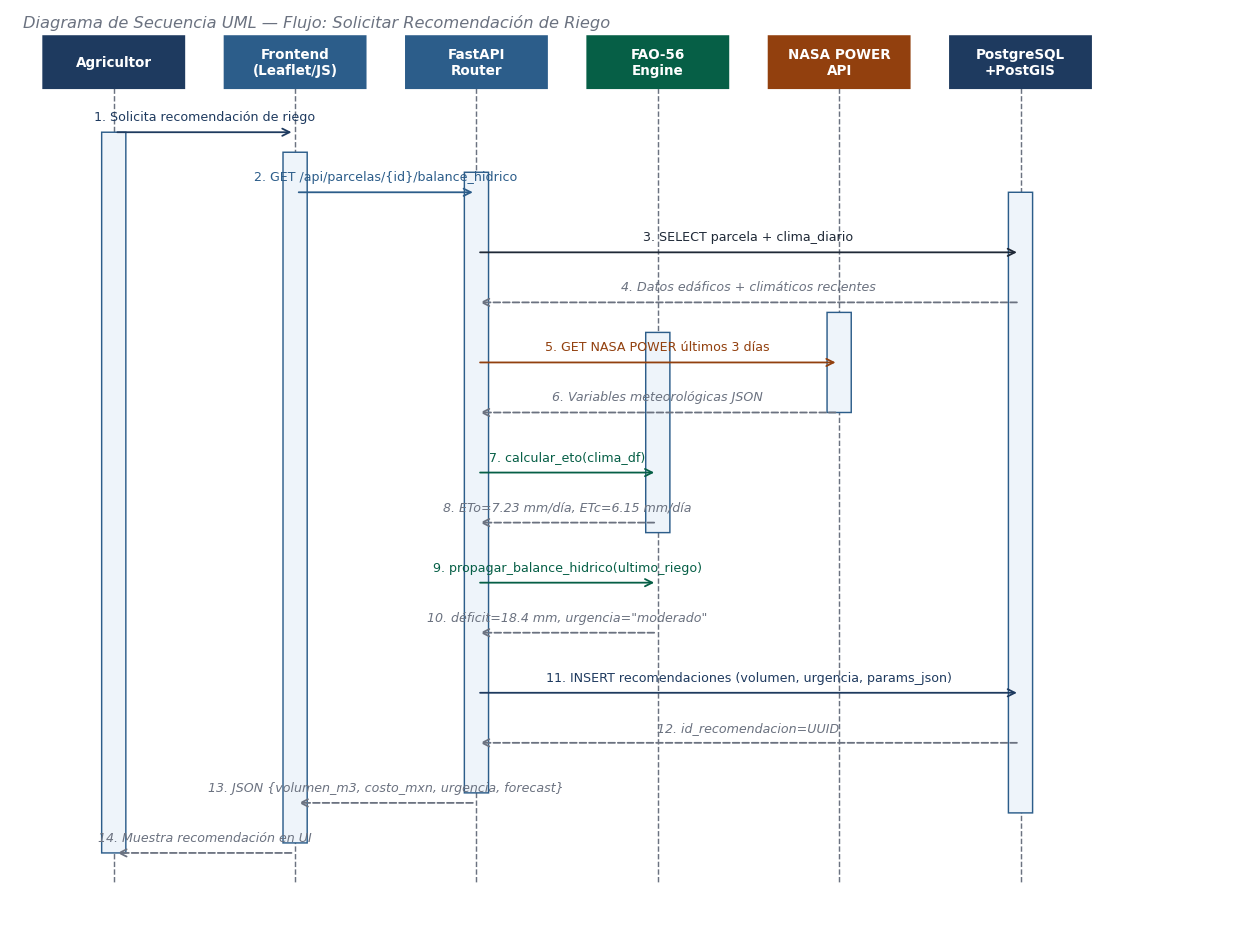 Diagrama de Secuencia UML — Flujo: Solicitar Recomendación de Riego
Agricultor
Frontend
(Leaflet/JS)
FastAPI
Router
FAO-56
Engine
NASA POWER
API
PostgreSQL
+PostGIS
1. Solicita recomendación de riego
2. GET /api/parcelas/{id}/balance_hidrico
3. SELECT parcela + clima_diario
4. Datos edáficos + climáticos recientes
5. GET NASA POWER últimos 3 días
6. Variables meteorológicas JSON
7. calcular_eto(clima_df)
8. ETo=7.23 mm/día, ETc=6.15 mm/día
9. propagar_balance_hidrico(ultimo_riego)
10. déficit=18.4 mm, urgencia="moderado"
11. INSERT recomendaciones (volumen, urgencia, params_json)
12. id_recomendacion=UUID
13. JSON {volumen_m3, costo_mxn, urgencia, forecast}
14. Muestra recomendación en UI